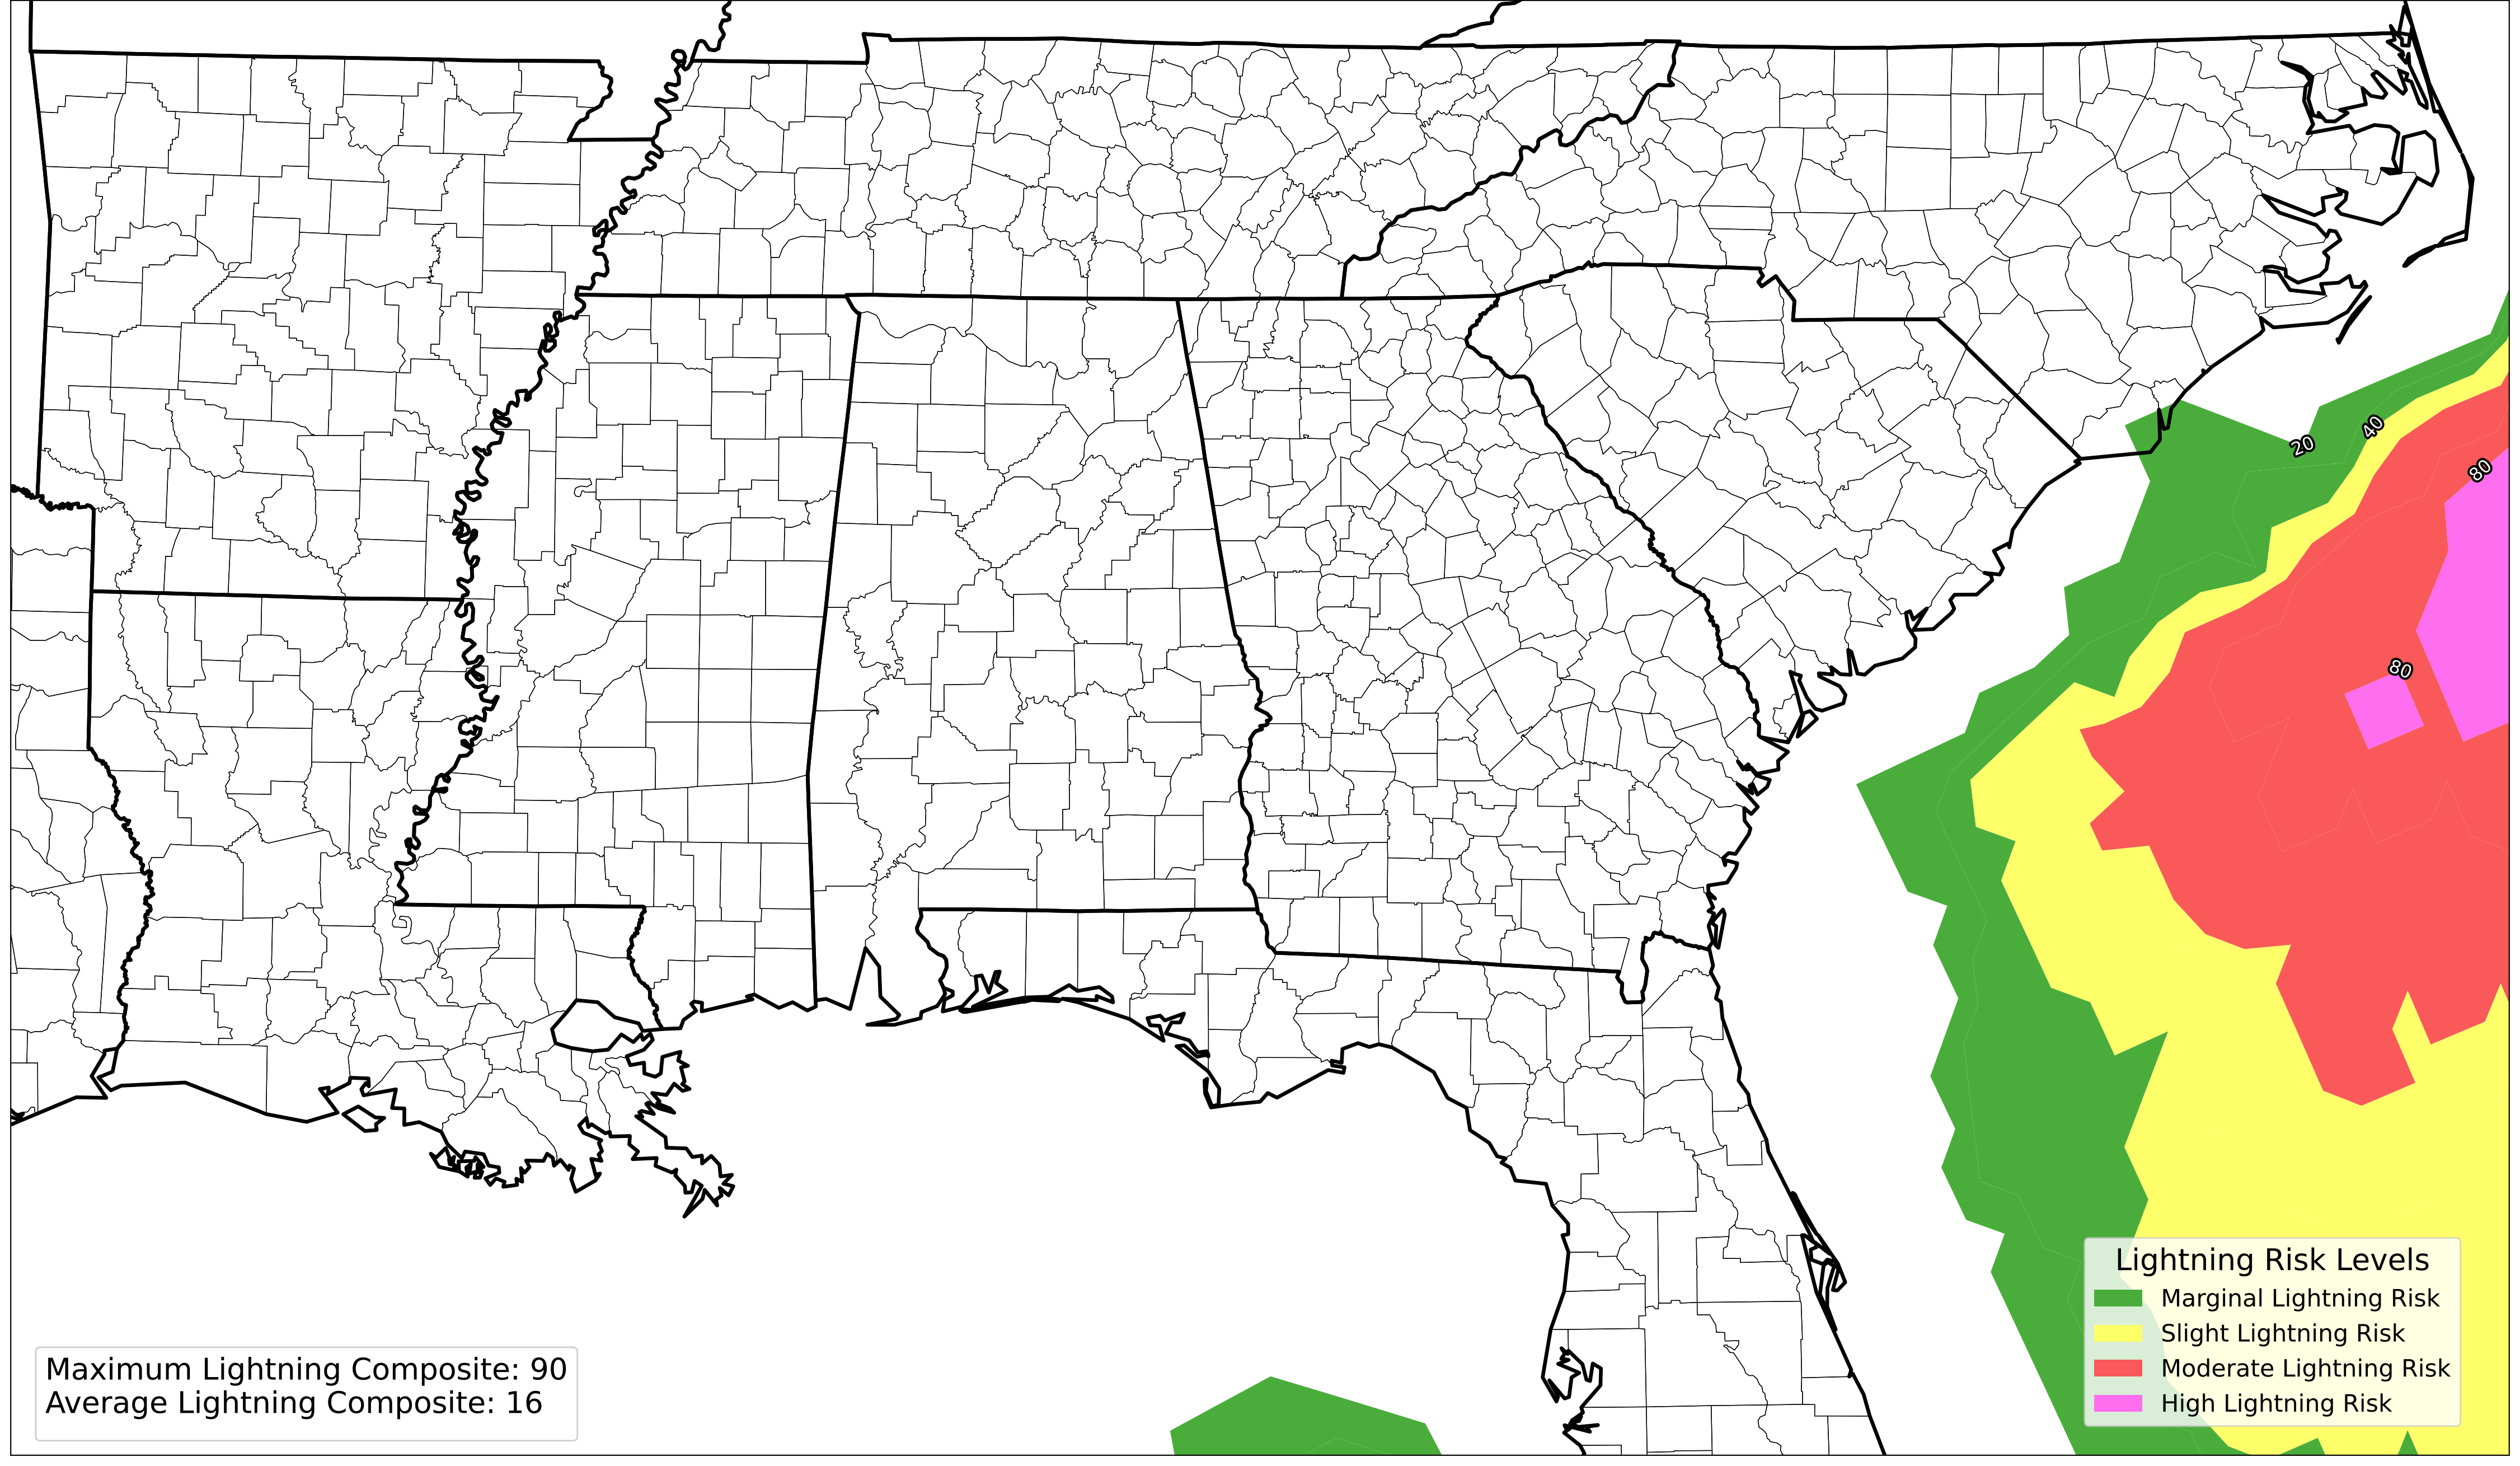 20
40
80
80
Lightning Risk Levels
Marginal Lightning Risk
Slight Lightning Risk
Moderate Lightning Risk
High Lightning Risk
Maximum Lightning Composite: 90
Average Lightning Composite: 16